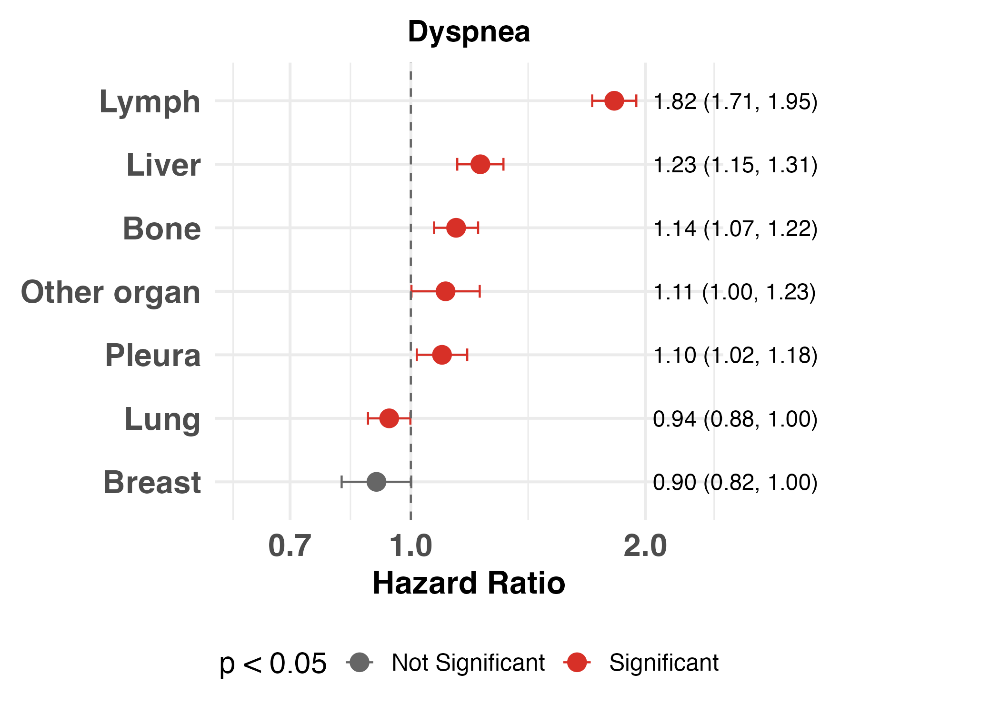 Dyspnea
Lymph 1.82 (1.71, 1.95)
Liver 1.23 (1.15, 1.31)
Bone 1.14 (1.07, 1.22)
Other organ 1.11 (1.00, 1.23)
Pleura 1.10 (1.02, 1.18)
Lung 0.94 (0.88, 1.00)
Breast 0.90 (0.82, 1.00)
0.7 1.0 2.0
Hazard Ratio
p < 0.05 Not Significant Significant